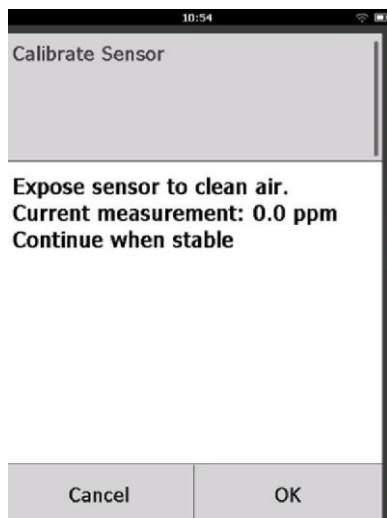 10:54
Calibrate Sensor
Expose sensor to clean air.
Current measurement: 0.0 ppm
Continue when stable
Cancel
OK